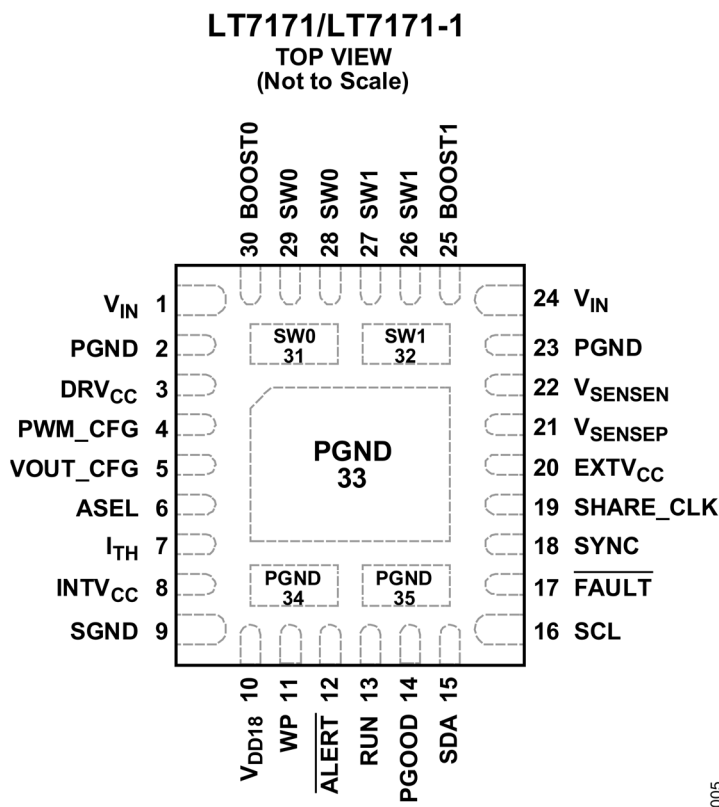 LT7171/LT7171-1
TOP VIEW
(Not to Scale)
30 BOOST0
29 SW0
28 SW0
27 SW1
26 SW1
25 BOOST1
VIN 1
PGND 2
DRVCC 3
PWM_CFG 4
VOUT_CFG 5
ASEL 6
ITH 7
INTVCC 8
SGND 9
SW0
31
SW1
32
PGND
33
PGND
34
PGND
35
24 VIN
23 PGND
22 VSENSEN
21 VSENSEP
20 EXTVCC
19 SHARE_CLK
18 SYNC
17 FAULT
16 SCL
VDD18 10
WP 11
ALERT 12
RUN 13
PGOOD 14
SDA 15
005